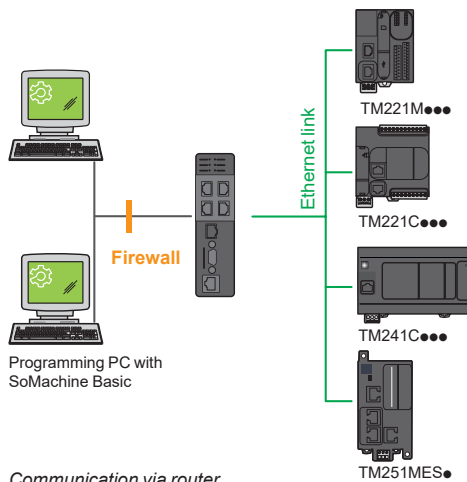 TM221M●●●
Ethernet link
TM221C●●●
Firewall
TM241C●●●
Programming PC with
SoMachine Basic
TM251MES●
Communication via router